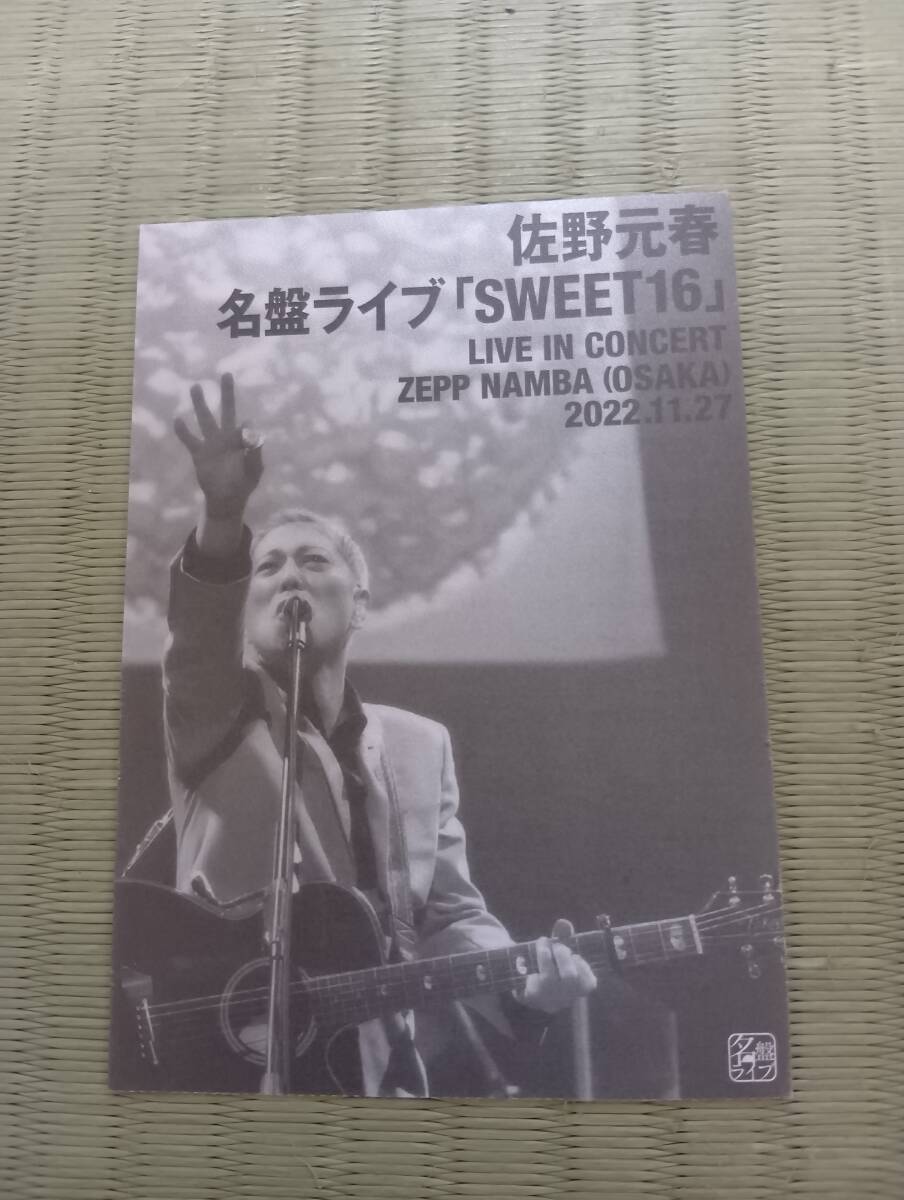 佐野元春
名盤ライブ「SWEET16」
LIVE IN CONCERT
ZEPP NAMBA (OSAKA)
2022.11.27
名盤
ライブ